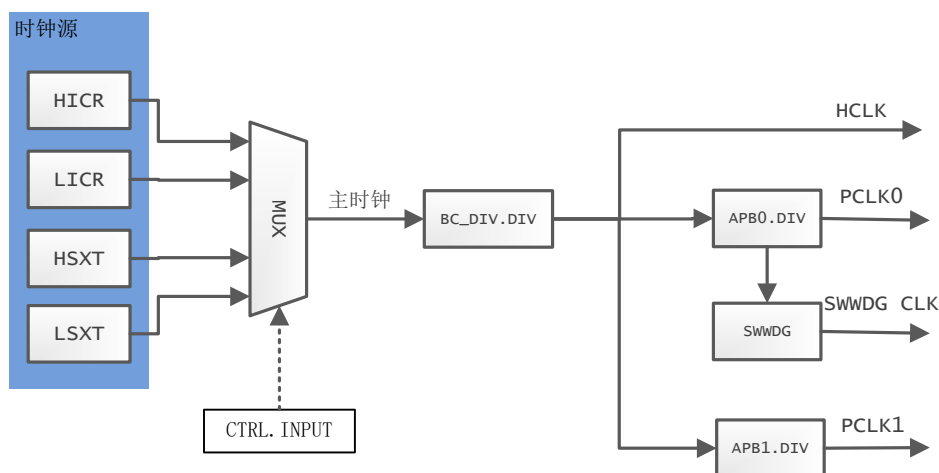 时钟源
HICR
LICR
HSXT
LSXT
MUX
CTRL.INPUT
主时钟
BC_DIV.DIV
HCLK
APB0.DIV
PCLK0
SWWDG
SWWDG CLK
APB1.DIV
PCLK1